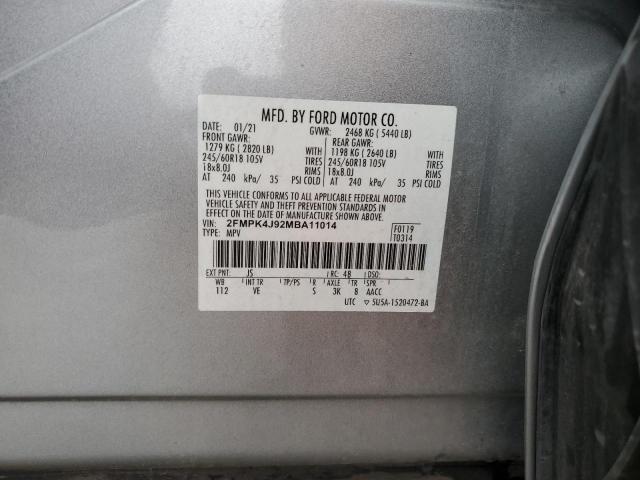 MFD. BY FORD MOTOR CO.
DATE: 01/21 GVWR: 2468 KG ( 5440 LB)
FRONT GAWR: REAR GAWR:
1279 KG ( 2820 LB) WITH 1198 KG ( 2640 LB) WITH
245/60R18 105V TIRES 245/60R18 105V TIRES
18x8.0J RIMS 18x8.0J RIMS
AT 240 kPa/ 35 PSI COLD AT 240 kPa/ 35 PSI COLD
THIS VEHICLE CONFORMS TO ALL APPLICABLE FEDERAL MOTOR
VEHICLE SAFETY AND THEFT PREVENTION STANDARDS IN
EFFECT ON THE DATE OF MANUFACTURE SHOWN ABOVE.
VIN: 2FMPK4J92MBA11014 F0119
TYPE: MPV T0314
EXT PNT: JS RC: 48 DSO:
WB INT TR TP/PS R AXLE TR SPR
112 VE S 3K 8 AACC
UTC ▽ 5U5A-1520472-BA